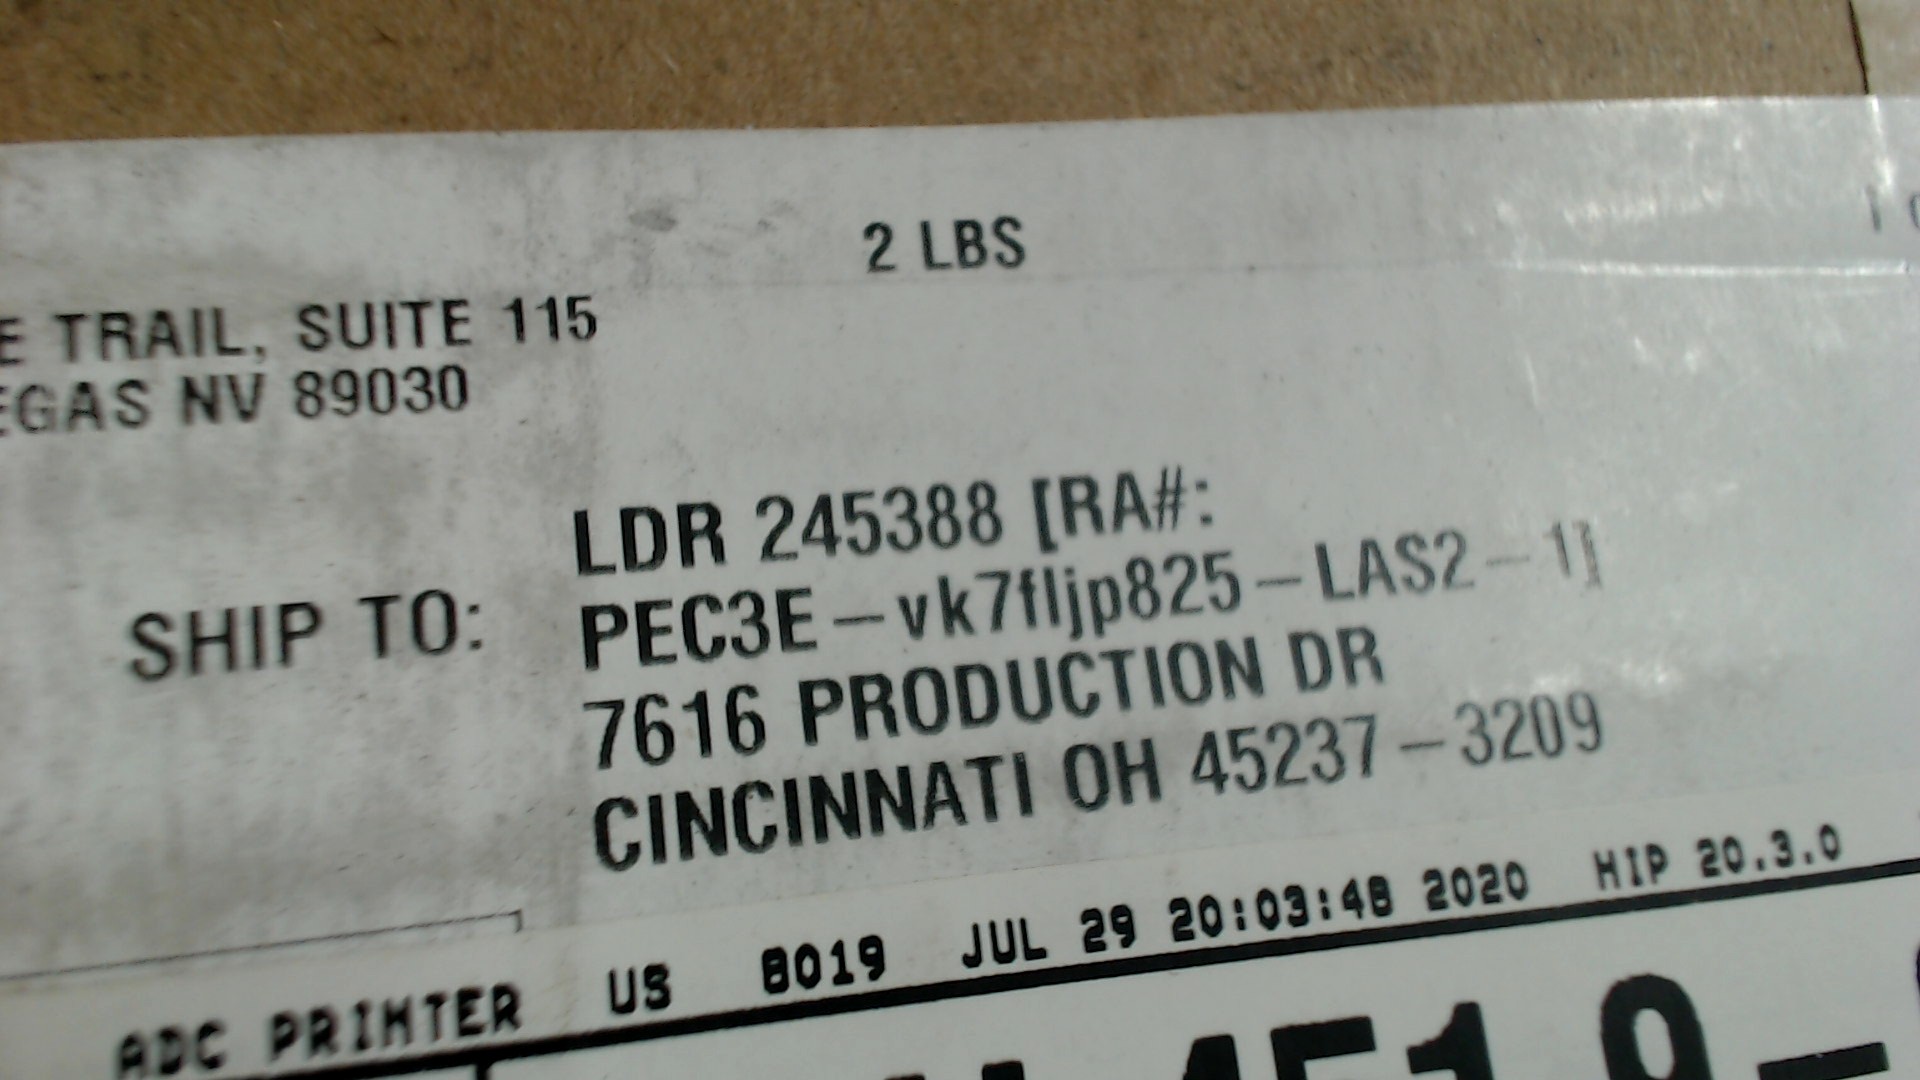 2 LBS
TRAIL, SUITE 115
NV 89030
LDR 245388 [RA#:
SHIP TO: PEC3E-vk7fljp825-LAS2-1]
7616 PRODUCTION DR
CINCINNATI OH 45237-3209
ADC PRINTER US 8019 JUL 29 20:03:48 2020 HIP 20.3.0